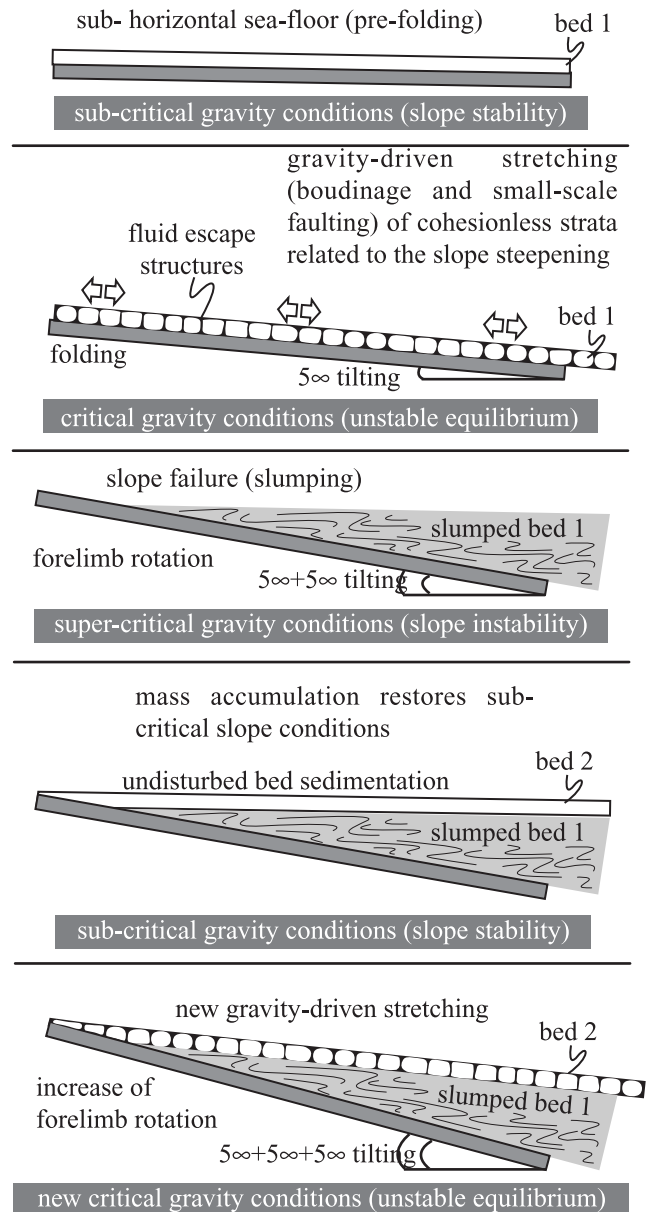 sub- horizontal sea-floor (pre-folding)
bed 1
sub-critical gravity conditions (slope stability)
gravity-driven stretching
(boudinage and small-scale
faulting) of cohesionless strata
related to the slope steepening
fluid escape
structures
bed 1
folding
5∞ tilting
critical gravity conditions (unstable equilibrium)
slope failure (slumping)
slumped bed 1
forelimb rotation
5∞+5∞ tilting
super-critical gravity conditions (slope instability)
mass accumulation restores sub-
critical slope conditions
bed 2
undisturbed bed sedimentation
slumped bed 1
sub-critical gravity conditions (slope stability)
new gravity-driven stretching
bed 2
slumped bed 1
increase of
forelimb rotation
5∞+5∞+5∞ tilting
new critical gravity conditions (unstable equilibrium)